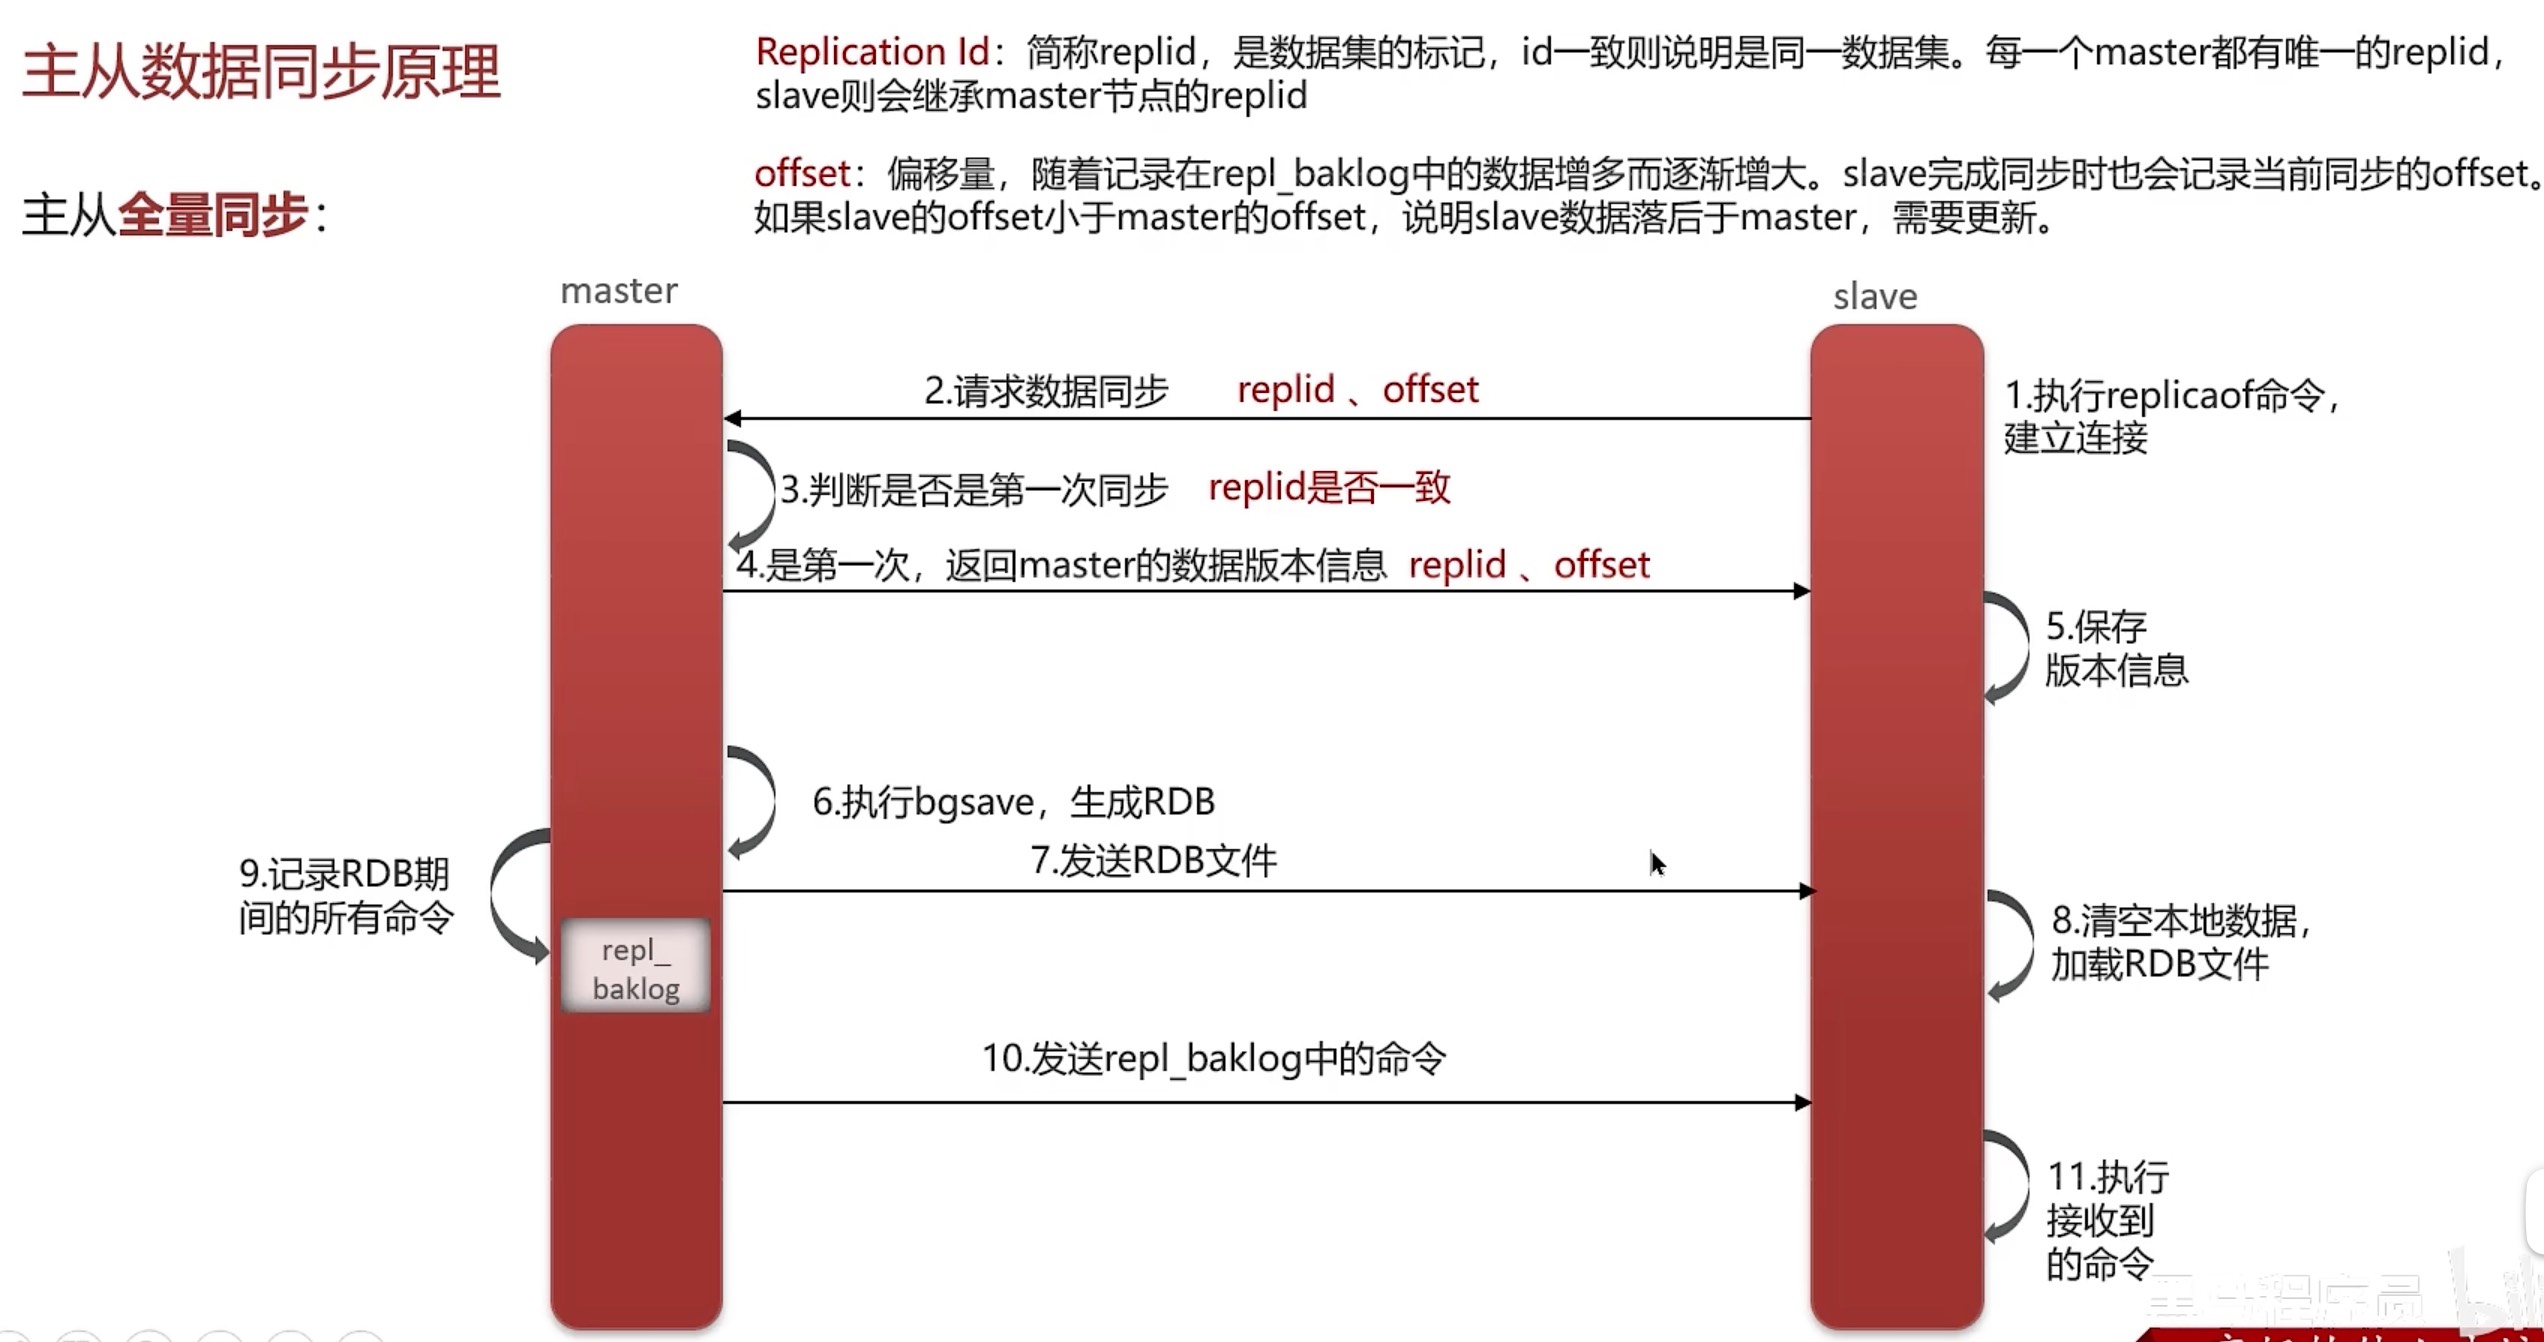 主从数据同步原理
Replication Id：简称replid，是数据集的标记，id一致则说明是同一数据集。每一个master都有唯一的replid，
slave则会继承master节点的replid
offset：偏移量，随着记录在repl_baklog中的数据增多而逐渐增大。slave完成同步时也会记录当前同步的offset。
如果slave的offset小于master的offset，说明slave数据落后于master，需要更新。
主从全量同步：
master
slave
1.执行replicaof命令，
建立连接
2.请求数据同步 replid 、offset
3.判断是否是第一次同步 replid是否一致
4.是第一次，返回master的数据版本信息 replid 、offset
5.保存
版本信息
6.执行bgsave，生成RDB
7.发送RDB文件
8.清空本地数据，
加载RDB文件
9.记录RDB期
间的所有命令
repl_
baklog
10.发送repl_baklog中的命令
11.执行
接收到
的命令